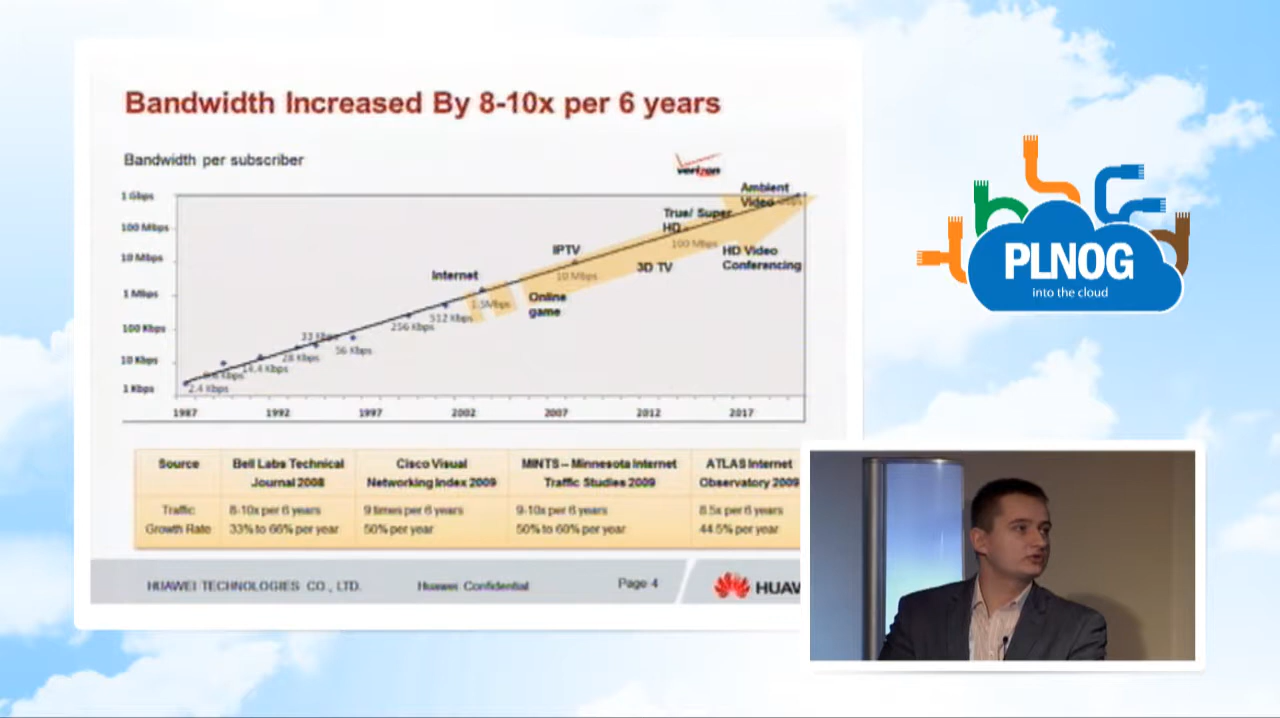 Bandwidth Increased By 8-10x per 6 years
Bandwidth per subscriber
verizon
1 Gbps
100 Mbps
10 Mbps
1 Mbps
100 Kbps
10 Kbps
1 Kbps
Ambient
Video
True/ Super
HD
100 Mbps
HD Video
Conferencing
3D TV
IPTV
10 Mbps
Online
game
Internet
1.5Mbps
512 Kbps
256 Kbps
33 Kbps
56 Kbps
28 Kbps
14.4 Kbps
2.4 Kbps
1987 1992 1997 2002 2007 2012 2017
Source Bell Labs Technical Journal 2008 Cisco Visual Networking Index 2009 MINTS – Minnesota Internet Traffic Studies 2009 ATLAS Internet Observatory 2009
Traffic 8-10x per 6 years 9 times per 6 years 9-10x per 6 years 8.5x per 6 years
Growth Rate 33% to 66% per year 50% per year 50% to 60% per year 44.5% per year
HUAWEI TECHNOLOGIES CO., LTD. Huawei Confidential Page 4 HUAW
PLNOG
into the cloud